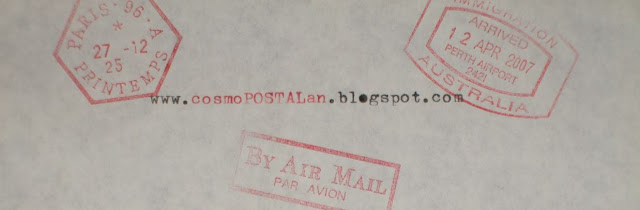 PARIS · 96 · A
*
27 -12
25
PRINTEMPS
IMMIGRATION
ARRIVED
12 APR 2007
PERTH AIRPORT
2421
AUSTRALIA
www.cosmoPOSTALan.blogspot.com
BY AIR MAIL
PAR AVION